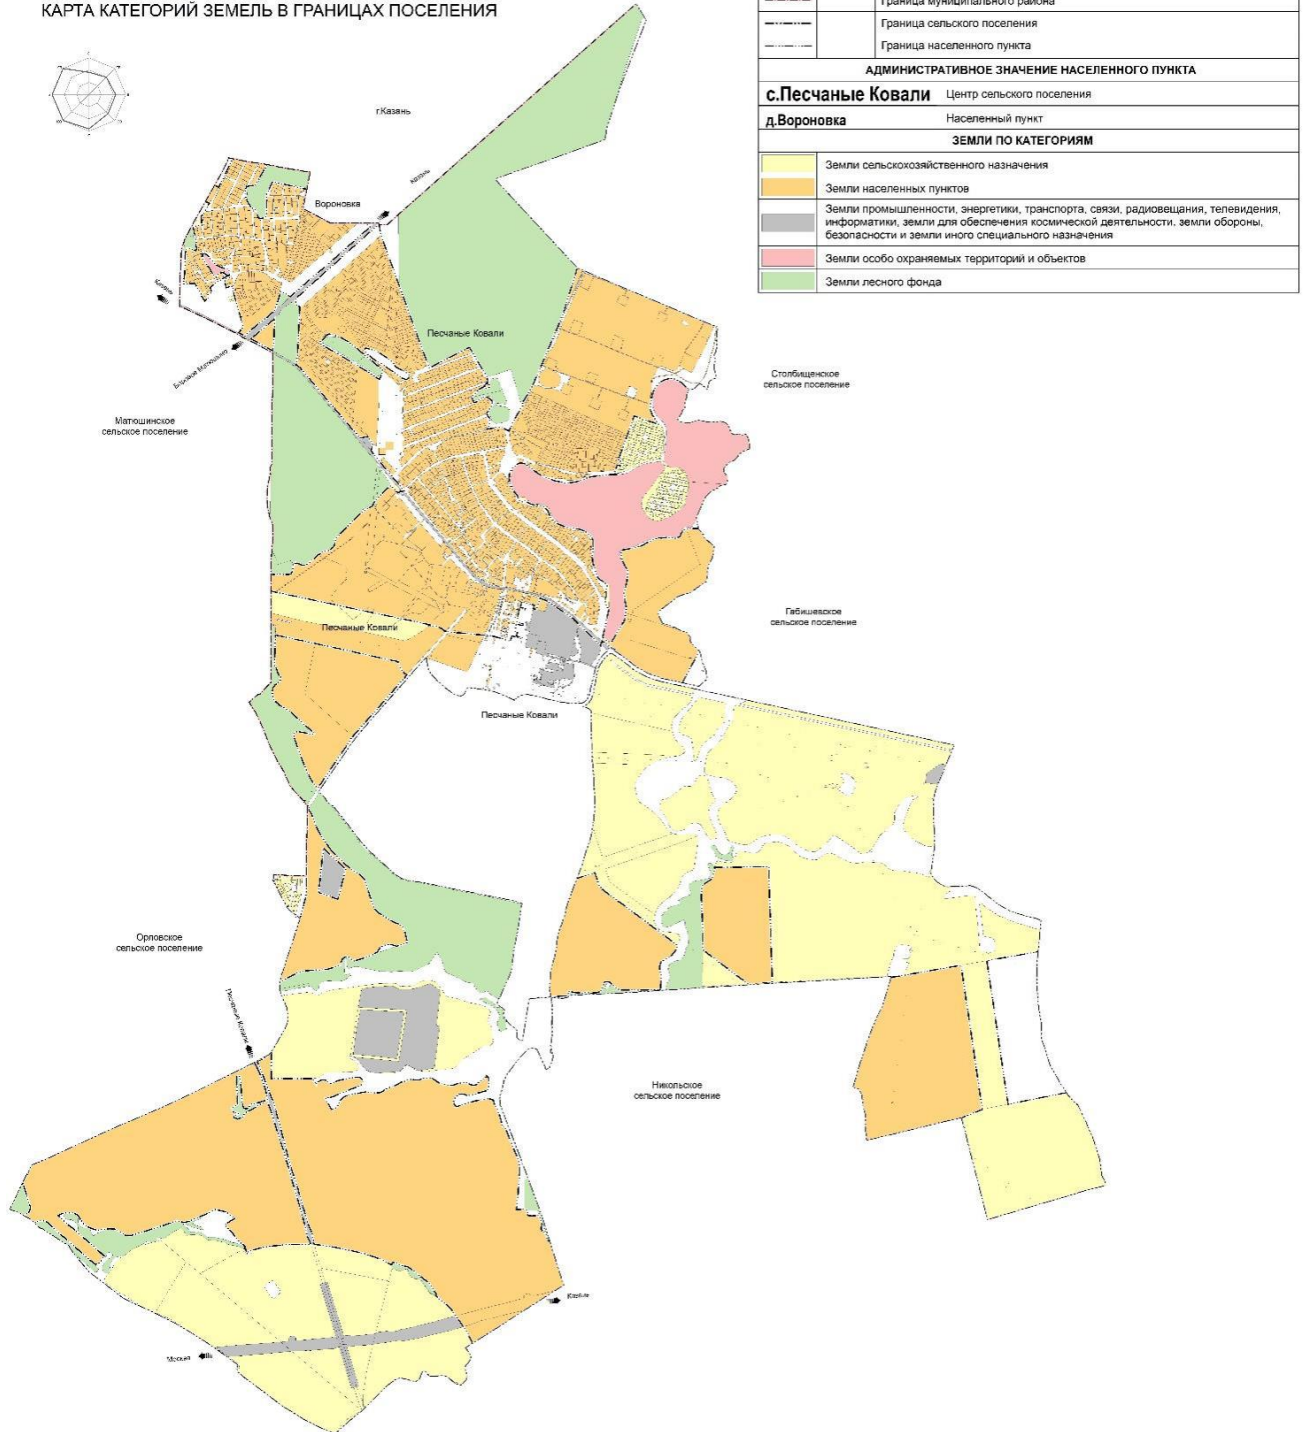 КАРТА КАТЕГОРИЙ ЗЕМЕЛЬ В ГРАНИЦАХ ПОСЕЛЕНИЯ
Граница муниципального района
Граница сельского поселения
Граница населенного пункта
АДМИНИСТРАТИВНОЕ ЗНАЧЕНИЕ НАСЕЛЕННОГО ПУНКТА
с.Песчаные Ковали Центр сельского поселения
д.Вороновка Населенный пункт
ЗЕМЛИ ПО КАТЕГОРИЯМ
Земли сельскохозяйственного назначения
Земли населенных пунктов
Земли промышленности, энергетики, транспорта, связи, радиовещания, телевидения,
информатики, земли для обеспечения космической деятельности. земли обороны,
безопасности и земли иного специального назначения
Земли особо охраняемых территорий и объектов
Земли лесного фонда
г.Казань
Казань
Вороновка
Казань
Песчаные Ковали
Столбищенское
сельское поселение
Матюшинское
сельское поселение
Габишевское
сельское поселение
Песчаные Ковали
Песчаные Ковали
Орловское
сельское поселение
Песчаные Ковали
Никольское
сельское поселение
Казань
Москва